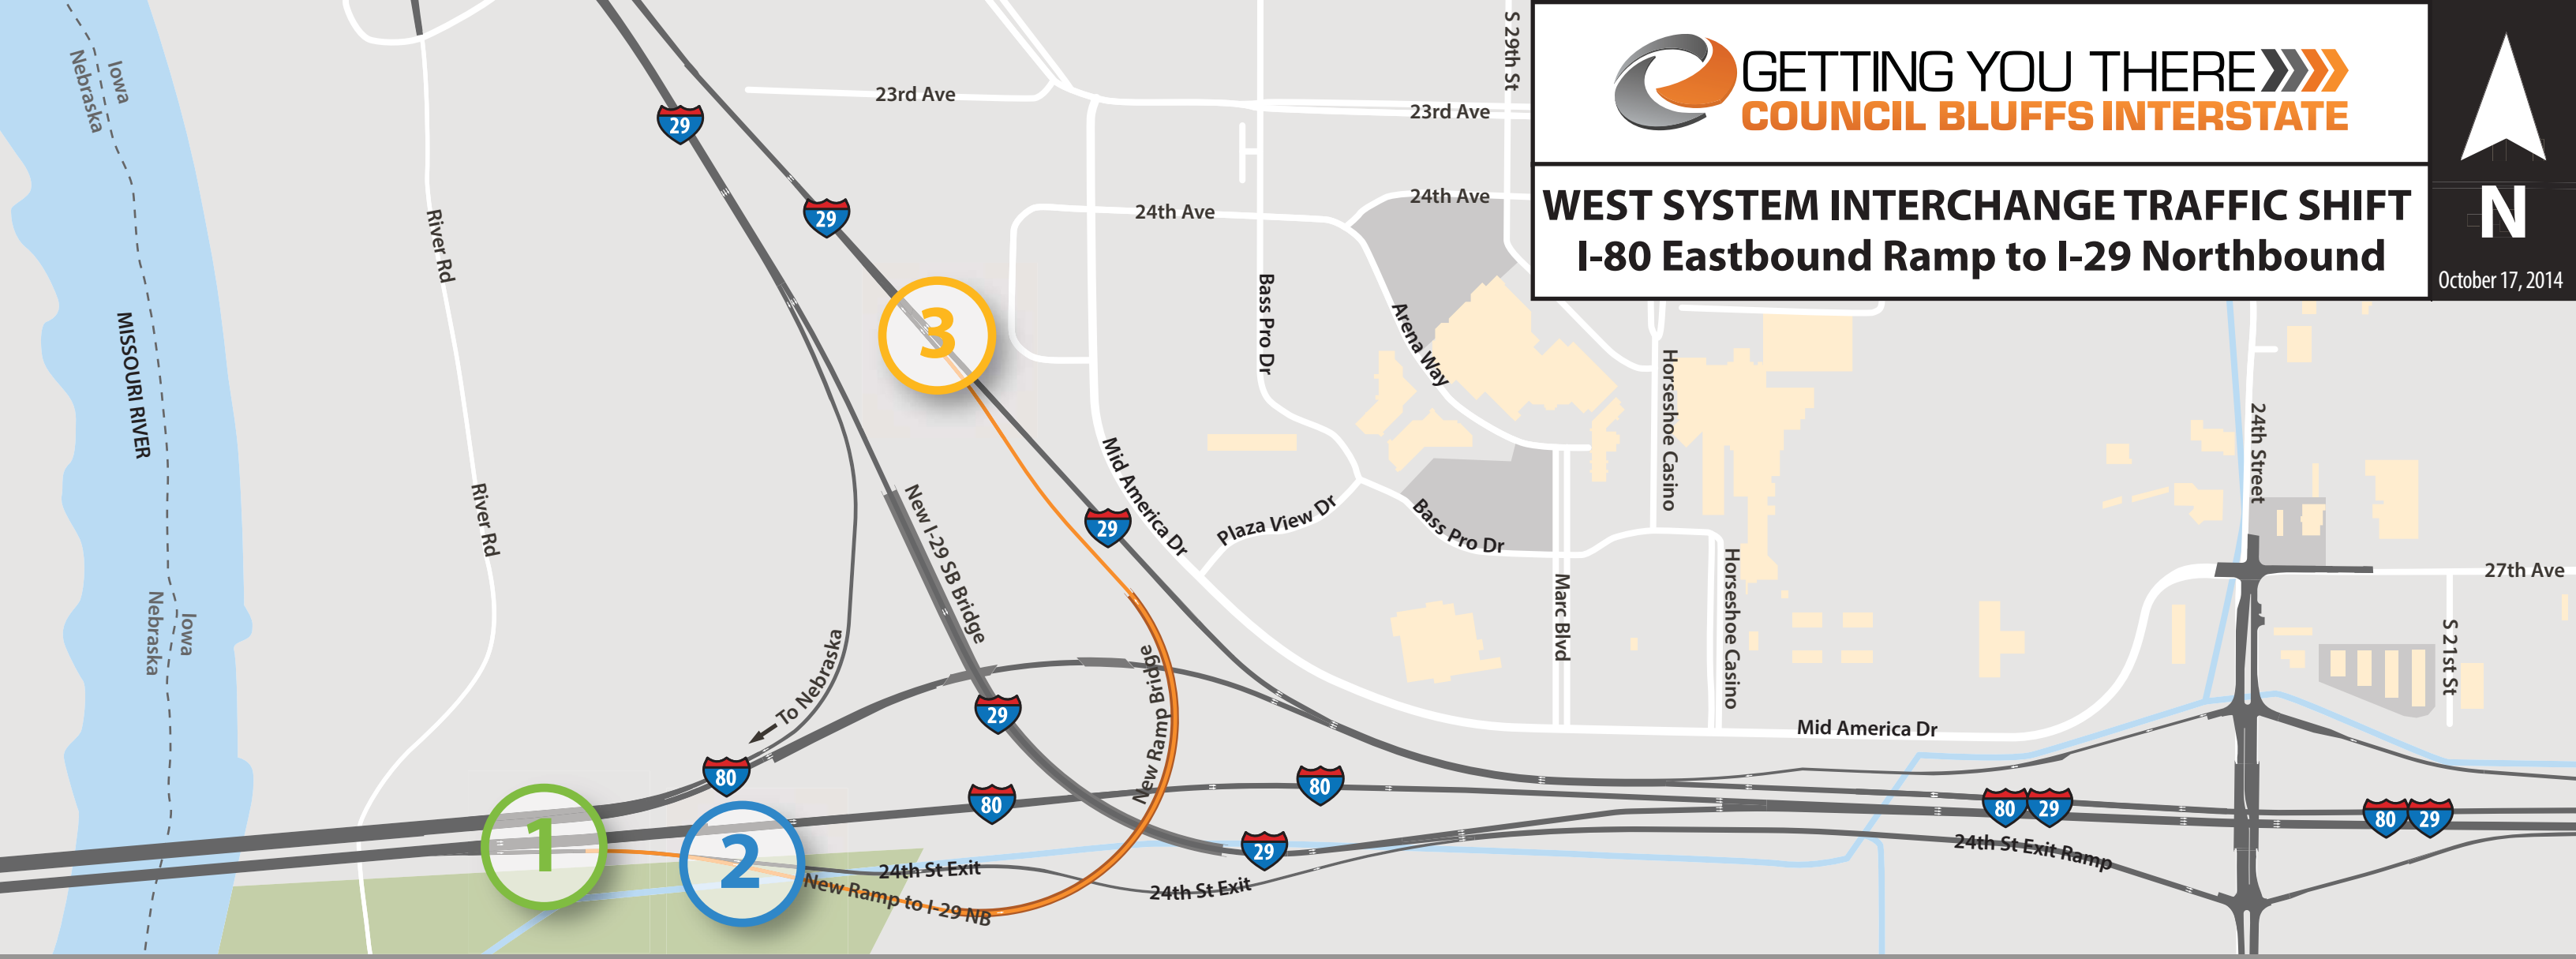 GETTING YOU THERE
COUNCIL BLUFFS INTERSTATE
WEST SYSTEM INTERCHANGE TRAFFIC SHIFT
I-80 Eastbound Ramp to I-29 Northbound
N
October 17, 2014
Iowa
Nebraska
MISSOURI RIVER
Nebraska
Iowa
River Rd
River Rd
29
29
23rd Ave
23rd Ave
S 29th St
24th Ave
24th Ave
3
Bass Pro Dr
Arena Way
Horseshoe Casino
24th Street
Mid America Dr
29
Plaza View Dr
Bass Pro Dr
New I-29 SB Bridge
Marc Blvd
Horseshoe Casino
27th Ave
S 21st St
To Nebraska
New Ramp Bridge
29
Mid America Dr
80
80
80
80
29
80
29
1
2
29
24th St Exit
24th St Exit
24th St Exit Ramp
New Ramp to I-29 NB